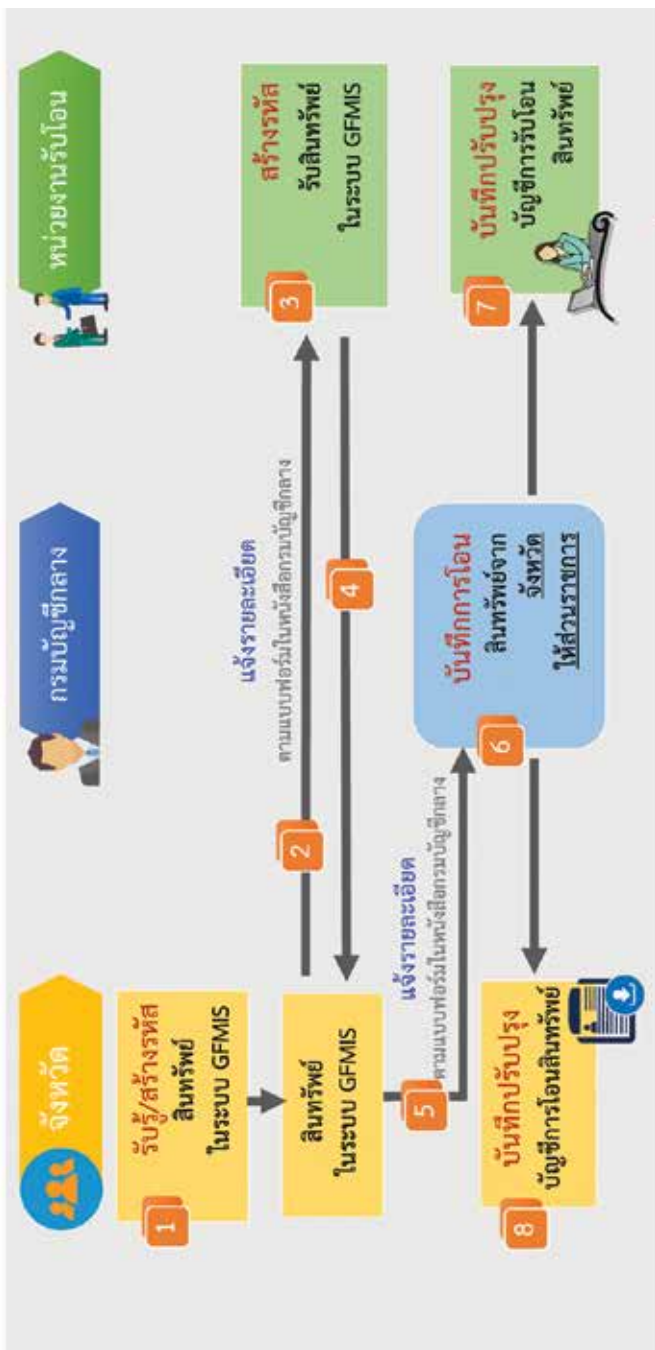 จังหวัด
กรมบัญชีกลาง
หน่วยงานรับโอน
1
รับรู้/สร้างรหัส
สินทรัพย์
ในระบบ GFMIS
สินทรัพย์
ในระบบ GFMIS
2
แจ้งรายละเอียด
ตามแบบฟอร์มในหนังสือกรมบัญชีกลาง
3
สร้างรหัส
รับสินทรัพย์
ในระบบ GFMIS
4
5
แจ้งรายละเอียด
ตามแบบฟอร์มในหนังสือกรมบัญชีกลาง
6
บันทึกการโอน
สินทรัพย์จาก
จังหวัด
ให้ส่วนราชการ
7
บันทึกปรับปรุง
บัญชีการรับโอน
สินทรัพย์
8
บันทึกปรับปรุง
บัญชีการโอนสินทรัพย์